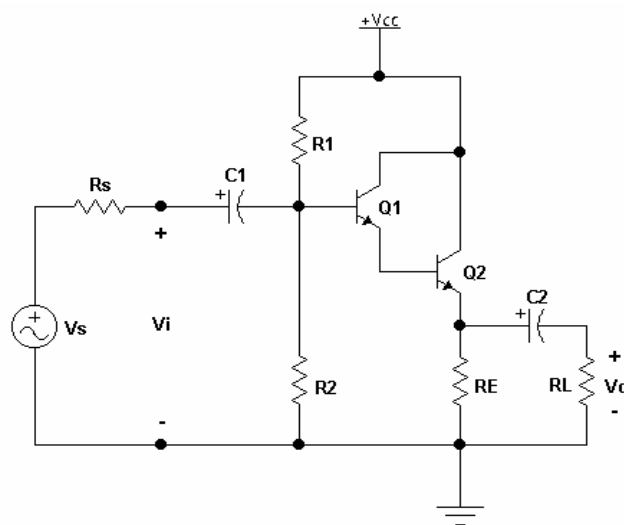 +Vcc
R1
C1
+
Rs
Q1
Q2
+
C2
+
+
Vs
Vi
R2
RE
RL
+
Vo
-
-